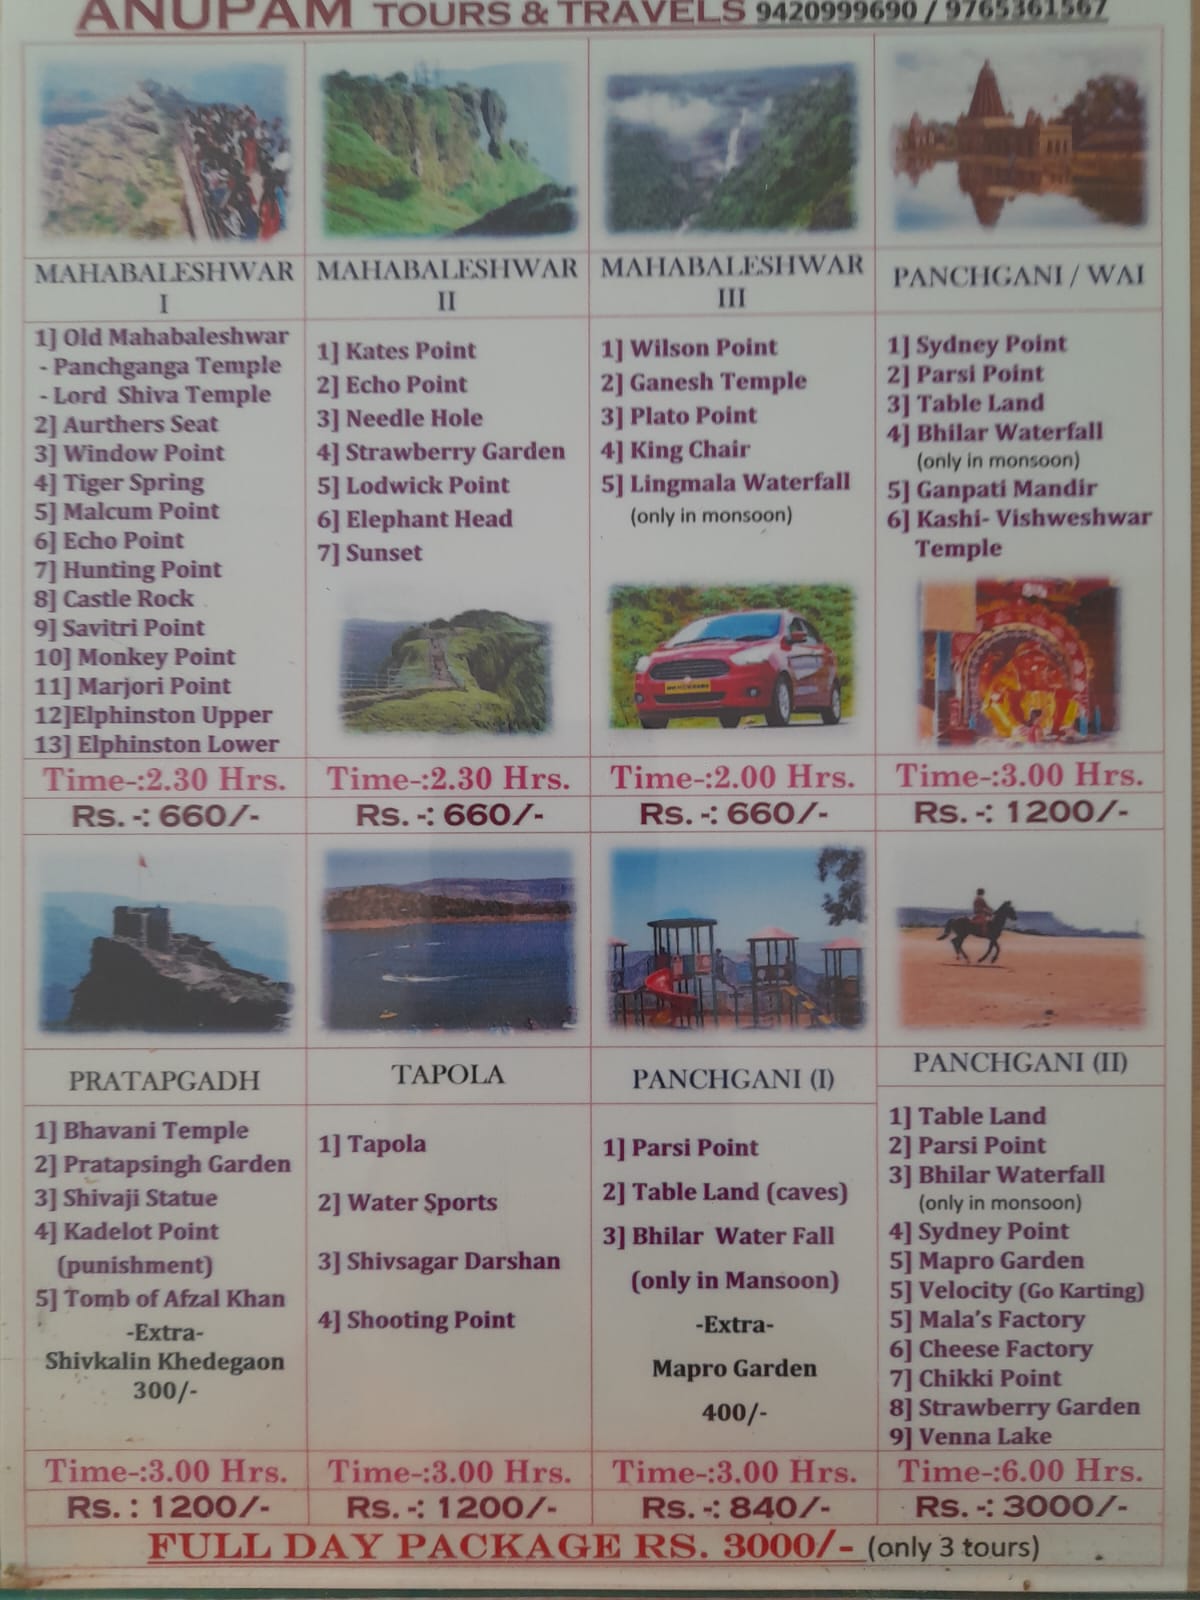 ANUPAM TOURS & TRAVELS 9420999690 / 9765361567
MAHABALESHWAR
I
1] Old Mahabaleshwar
- Panchganga Temple
- Lord Shiva Temple
2] Aurthers Seat
3] Window Point
4] Tiger Spring
5] Malcum Point
6] Echo Point
7] Hunting Point
8] Castle Rock
9] Savitri Point
10] Monkey Point
11] Marjori Point
12]Elphinston Upper
13] Elphinston Lower
Time-:2.30 Hrs.
Rs. -: 660/-
MAHABALESHWAR
II
1] Kates Point
2] Echo Point
3] Needle Hole
4] Strawberry Garden
5] Lodwick Point
6] Elephant Head
7] Sunset
Time-:2.30 Hrs.
Rs. -: 660/-
MAHABALESHWAR
III
1] Wilson Point
2] Ganesh Temple
3] Plato Point
4] King Chair
5] Lingmala Waterfall
(only in monsoon)
Time-:2.00 Hrs.
Rs. -: 660/-
PANCHGANI / WAI
1] Sydney Point
2] Parsi Point
3] Table Land
4] Bhilar Waterfall
(only in monsoon)
5] Ganpati Mandir
6] Kashi- Vishweshwar
Temple
Time-:3.00 Hrs.
Rs. -: 1200/-
PRATAPGADH
1] Bhavani Temple
2] Pratapsingh Garden
3] Shivaji Statue
4] Kadelot Point
(punishment)
5] Tomb of Afzal Khan
-Extra-
Shivkalin Khedegaon
300/-
Time-:3.00 Hrs.
Rs. : 1200/-
TAPOLA
1] Tapola
2] Water Sports
3] Shivsagar Darshan
4] Shooting Point
Time-:3.00 Hrs.
Rs. -: 1200/-
PANCHGANI (I)
1] Parsi Point
2] Table Land (caves)
3] Bhilar Water Fall
(only in Mansoon)
-Extra-
Mapro Garden
400/-
Time-:3.00 Hrs.
Rs. -: 840/-
PANCHGANI (II)
1] Table Land
2] Parsi Point
3] Bhilar Waterfall
(only in monsoon)
4] Sydney Point
5] Mapro Garden
5] Velocity (Go Karting)
5] Mala's Factory
6] Cheese Factory
7] Chikki Point
8] Strawberry Garden
9] Venna Lake
Time-:6.00 Hrs.
Rs. -: 3000/-
FULL DAY PACKAGE RS. 3000/- (only 3 tours)